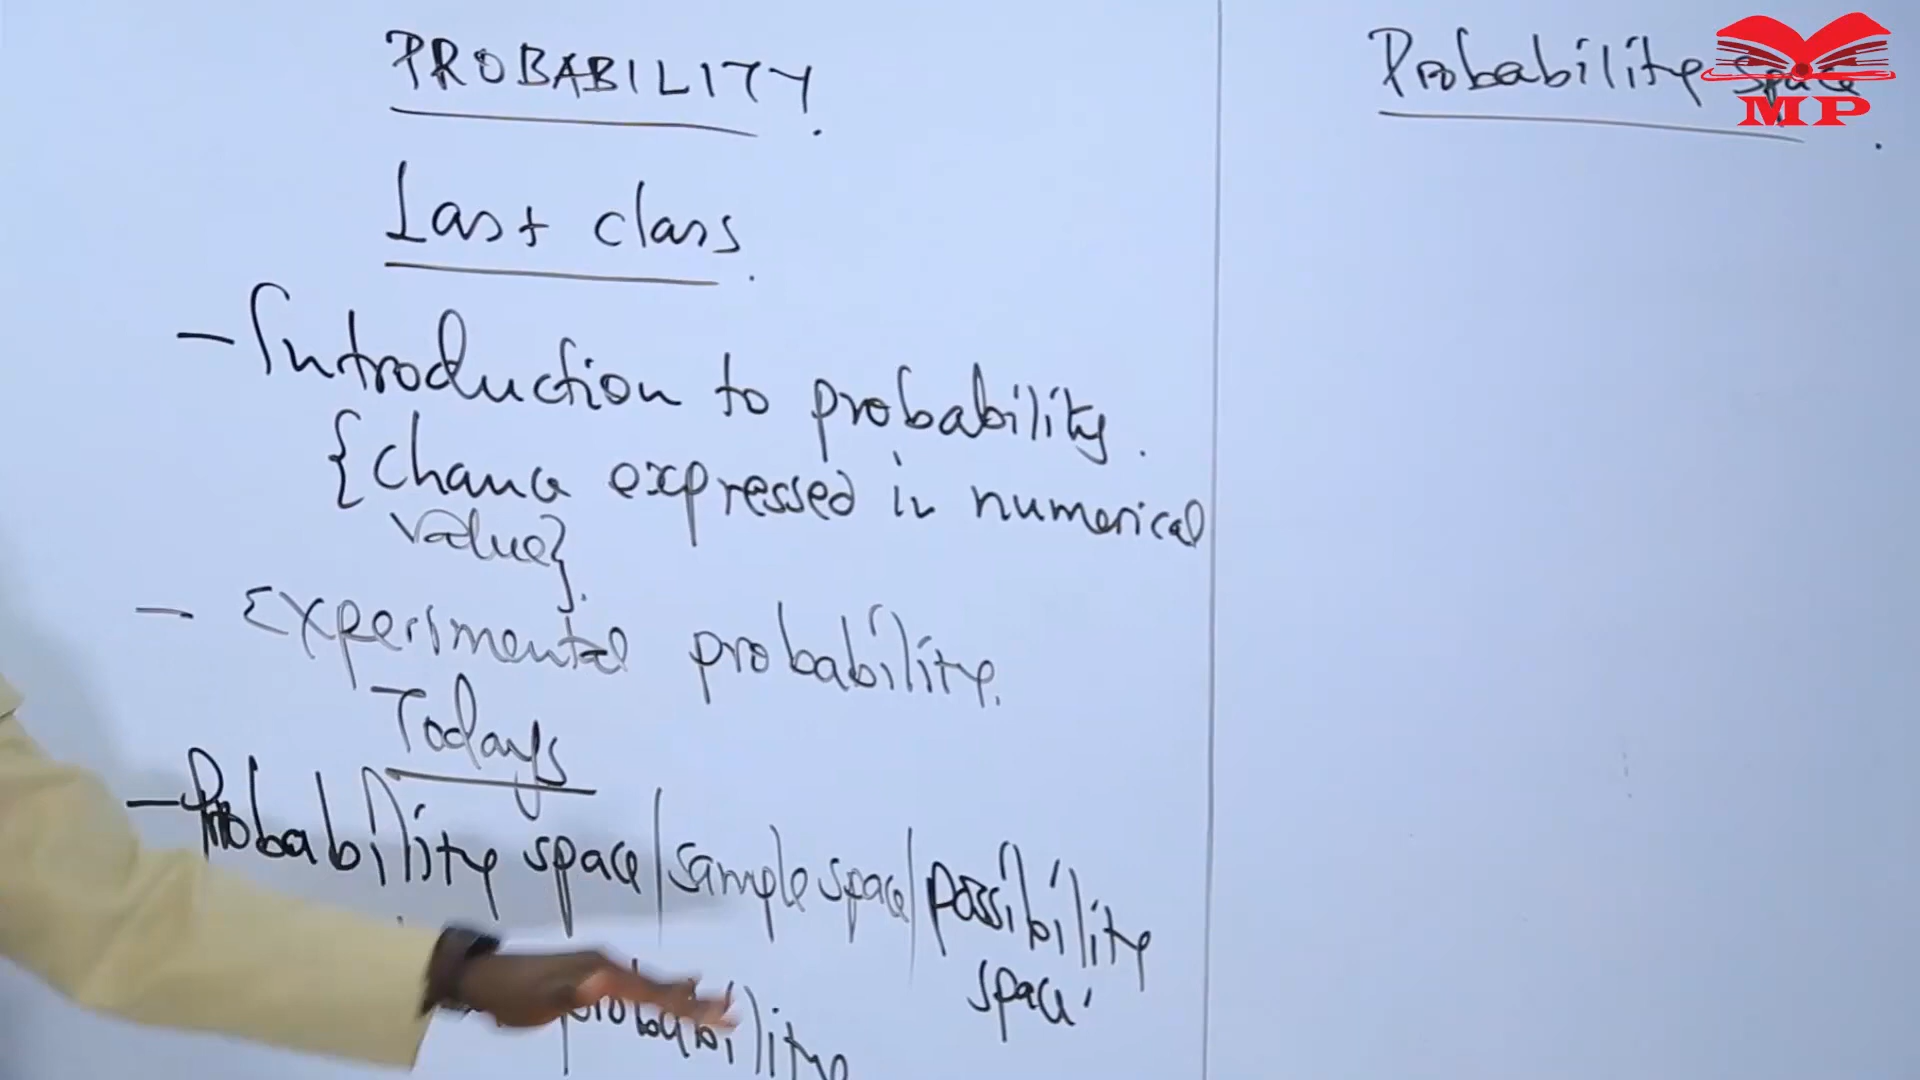 PROBABILITY.
Last class.
- Introduction to probability.
{Chance expressed in numerical
value}.
- Experimental probability.
Todays
- Probability space / sample space / possibility
space.
probability
Probability space.
MP